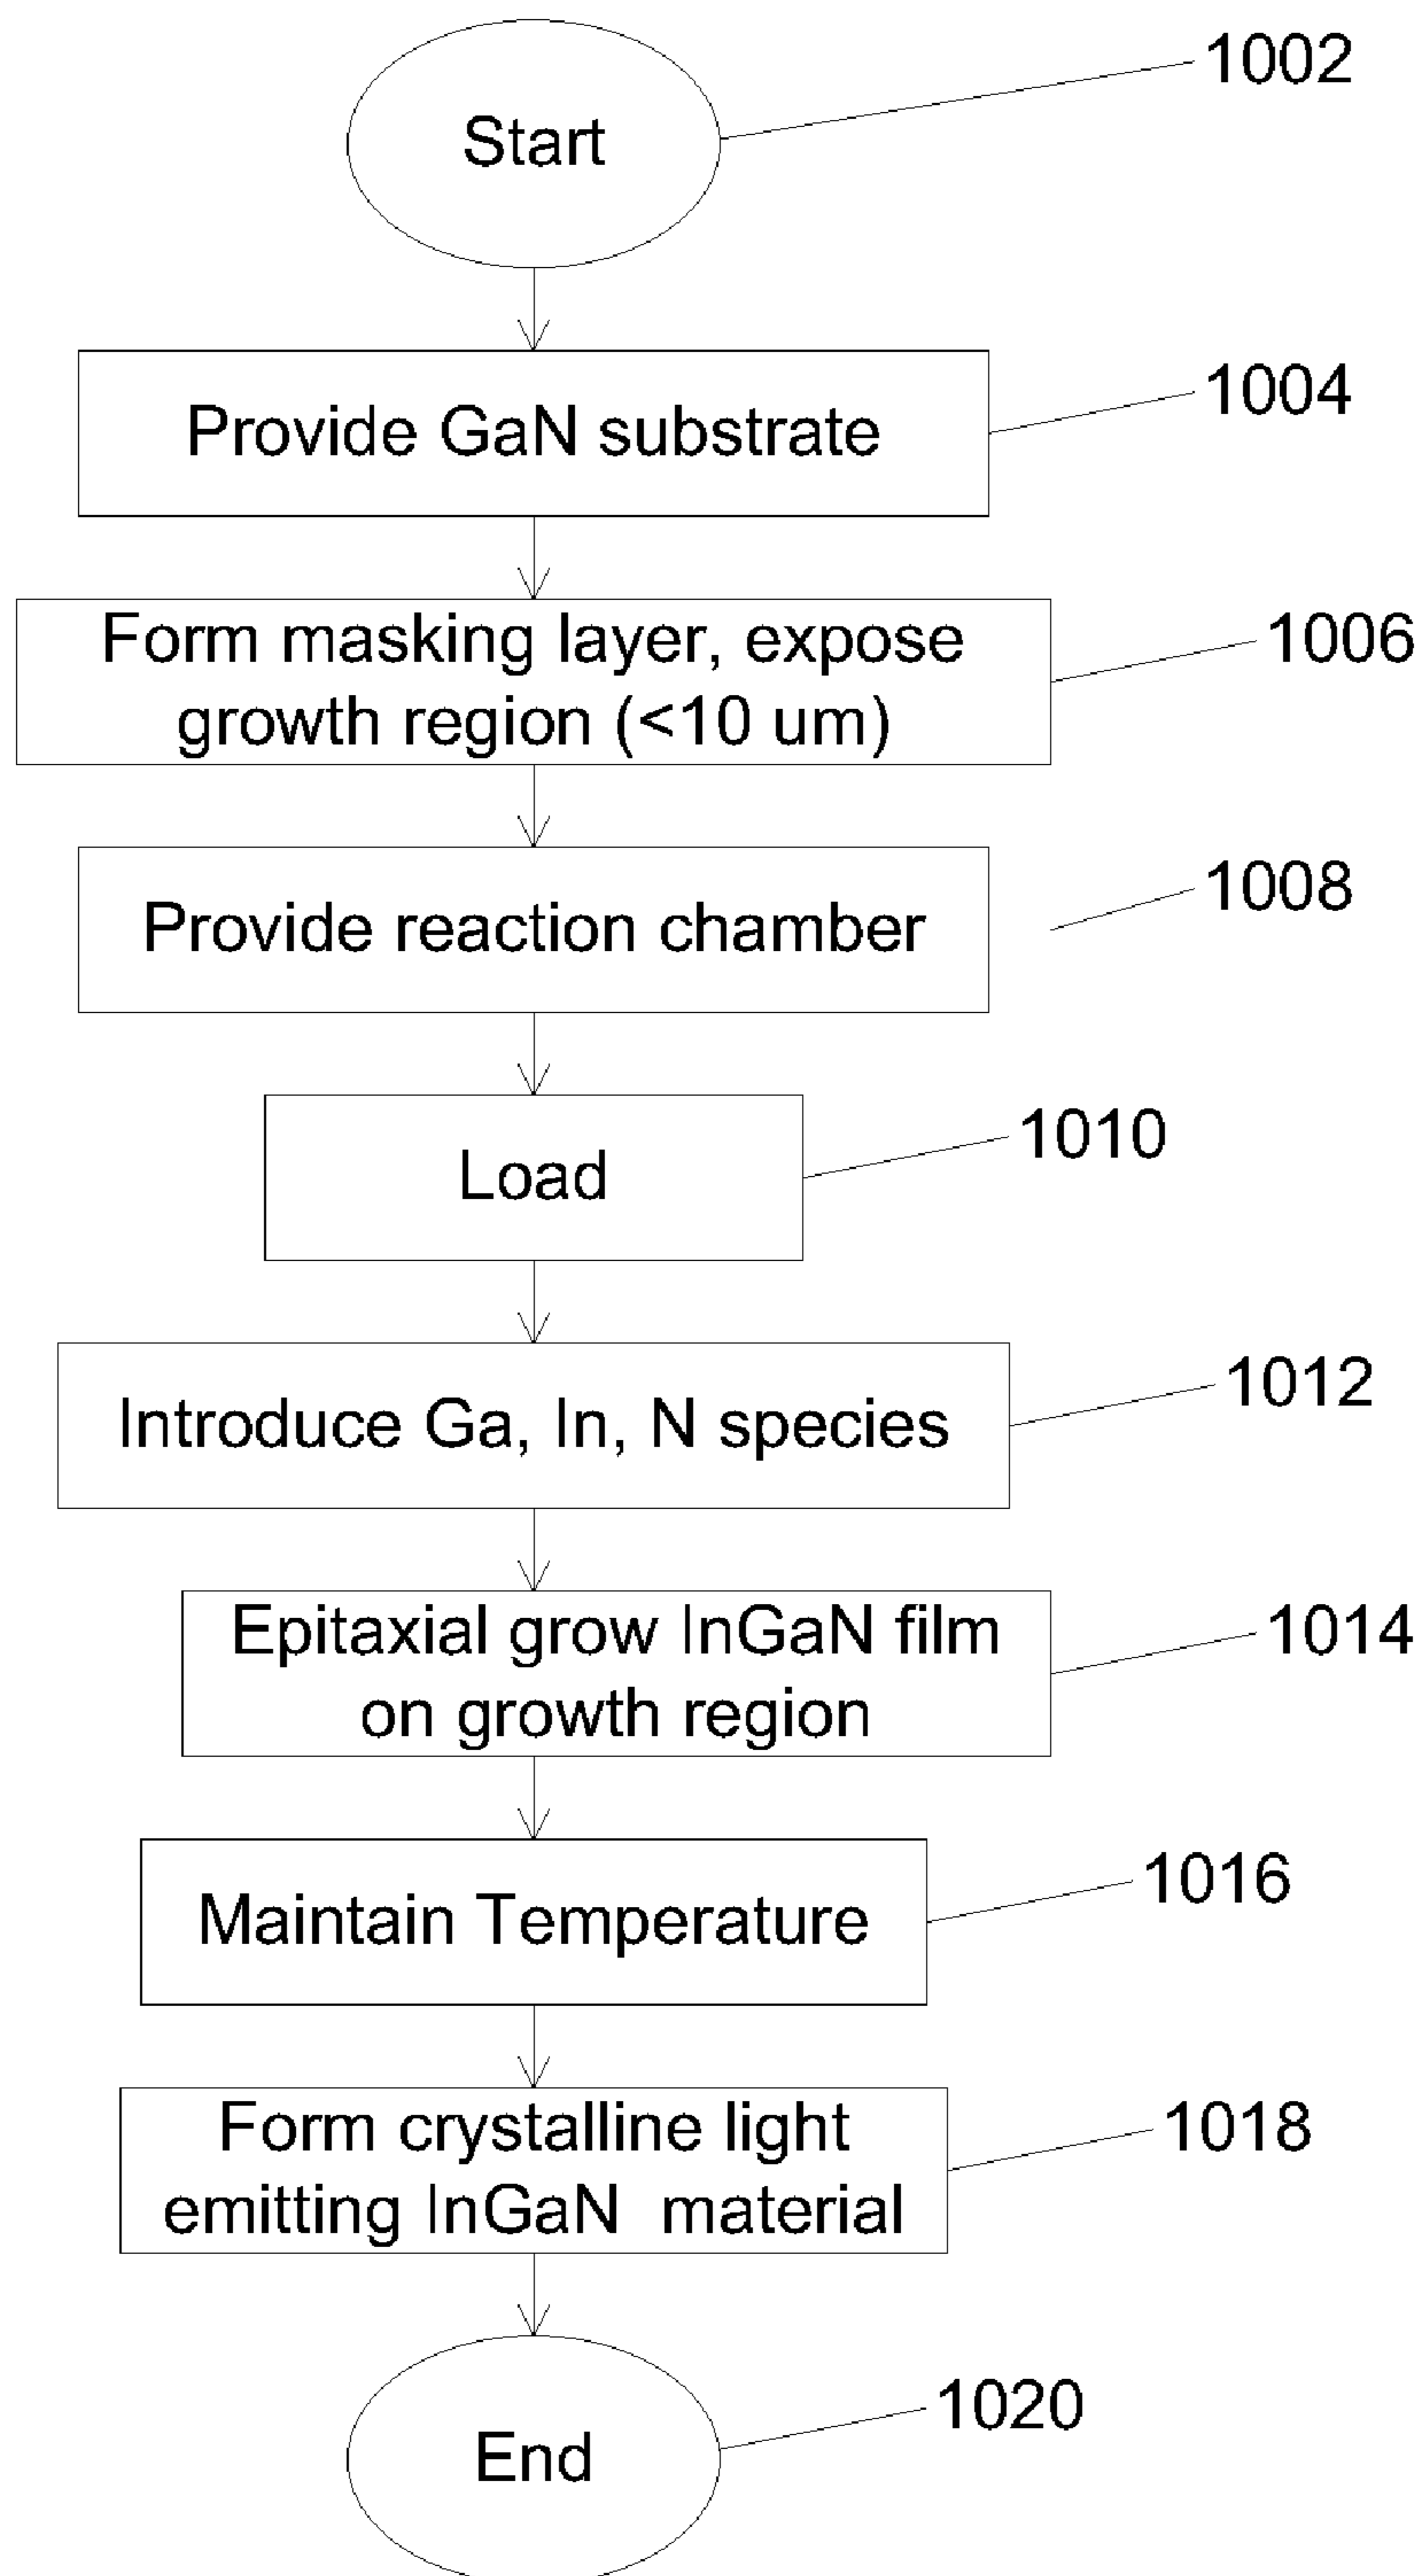 Start
1002
Provide GaN substrate
1004
Form masking layer, expose
growth region (<10 um)
1006
Provide reaction chamber
1008
Load
1010
Introduce Ga, In, N species
1012
Epitaxial grow InGaN film
on growth region
1014
Maintain Temperature
1016
Form crystalline light
emitting InGaN material
1018
End
1020